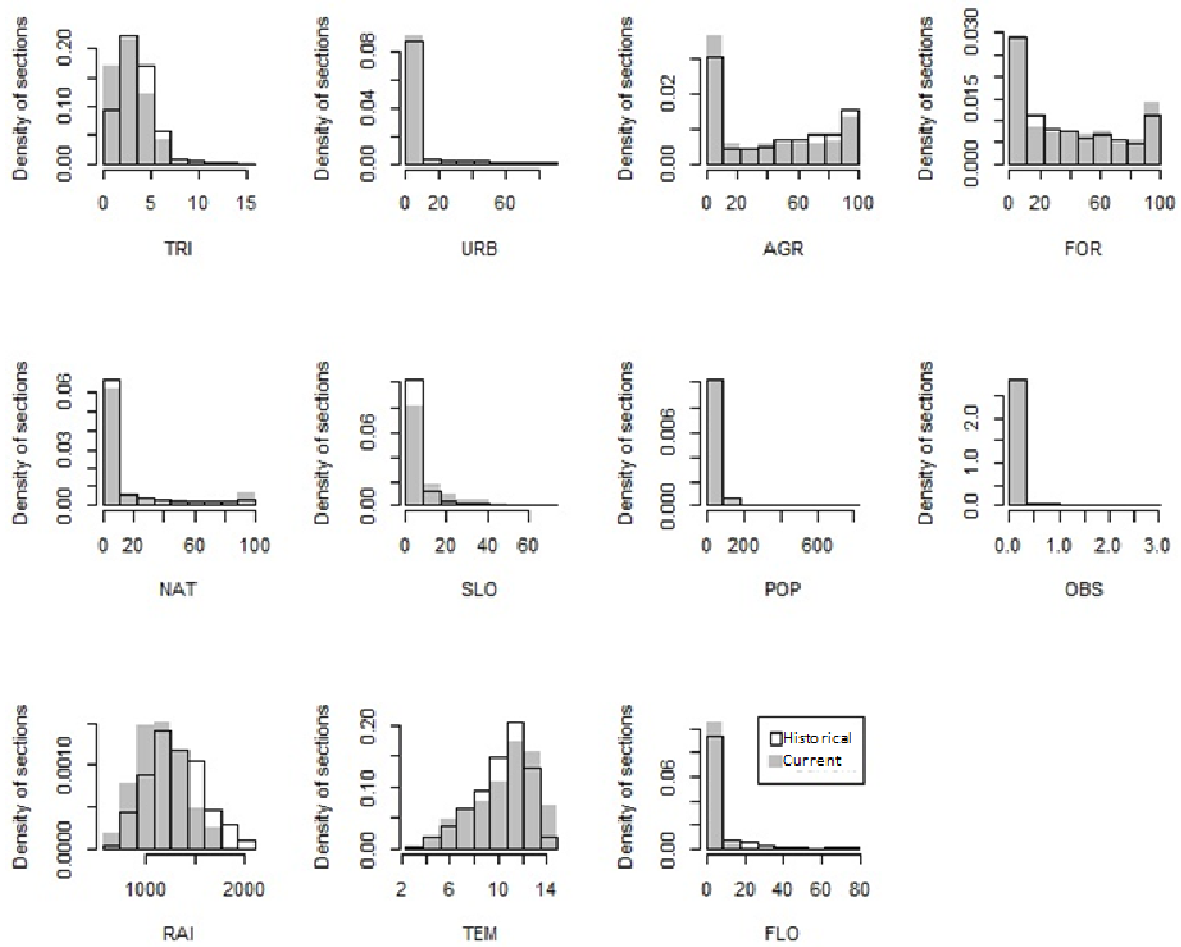 Density of sections
0.00 0.10 0.20
0 5 10 15
TRI
Density of sections
0.00 0.04 0.08
0 20 60
URB
Density of sections
0.00 0.02
0 20 60 100
AGR
Density of sections
0.000 0.015 0.030
0 20 60 100
FOR
Density of sections
0.00 0.03 0.06
0 20 60 100
NAT
Density of sections
0.00 0.06
0 20 40 60
SLO
Density of sections
0.000 0.006
0 200 600
POP
Density of sections
0.0 1.0 2.0
0.0 1.0 2.0 3.0
OBS
Density of sections
0.0000 0.0010
1000 2000
RAI
Density of sections
0.00 0.10 0.20
2 6 10 14
TEM
Density of sections
0.00 0.06
0 20 40 60 80
FLO
Historical
Current